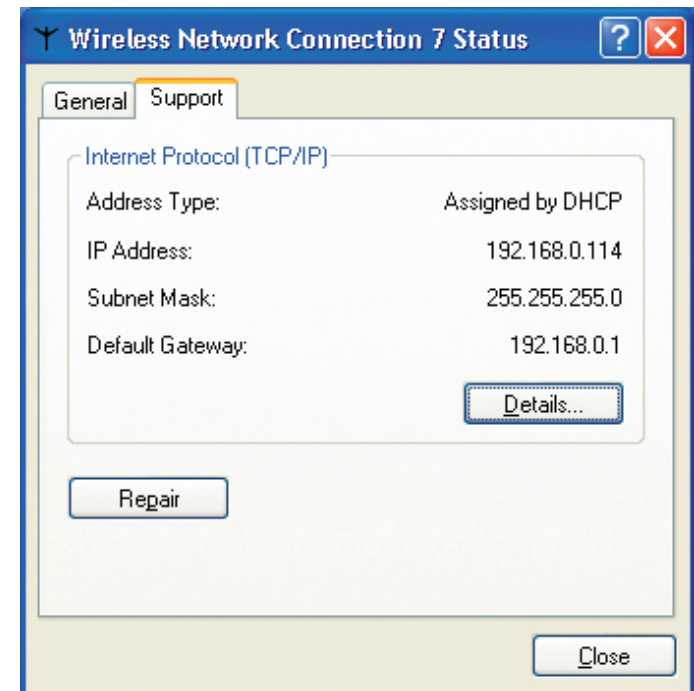 Wireless Network Connection 7 Status
General Support
Internet Protocol (TCP/IP)
Address Type: Assigned by DHCP
IP Address: 192.168.0.114
Subnet Mask: 255.255.255.0
Default Gateway: 192.168.0.1
Details...
Repair
Close